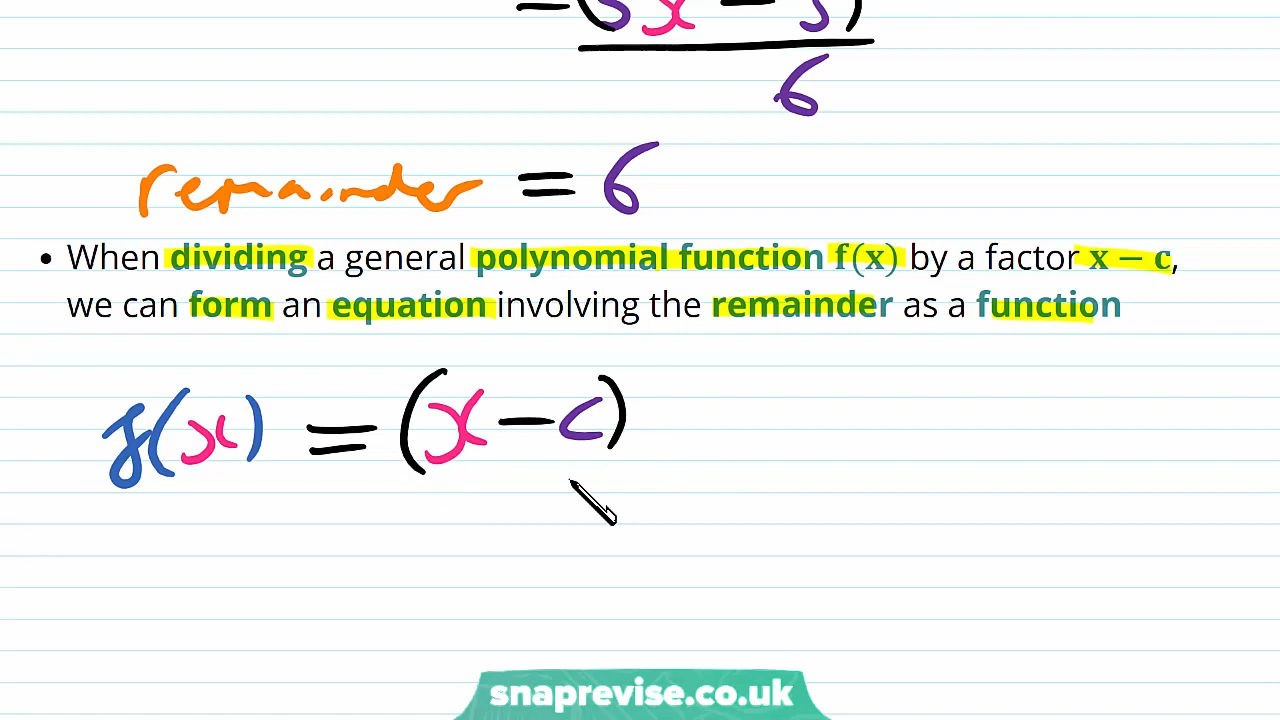 6
remainder = 6
• When dividing a general polynomial function f(x) by a factor x – c,
we can form an equation involving the remainder as a function
f(x) = (x – c)
snaprevise.co.uk